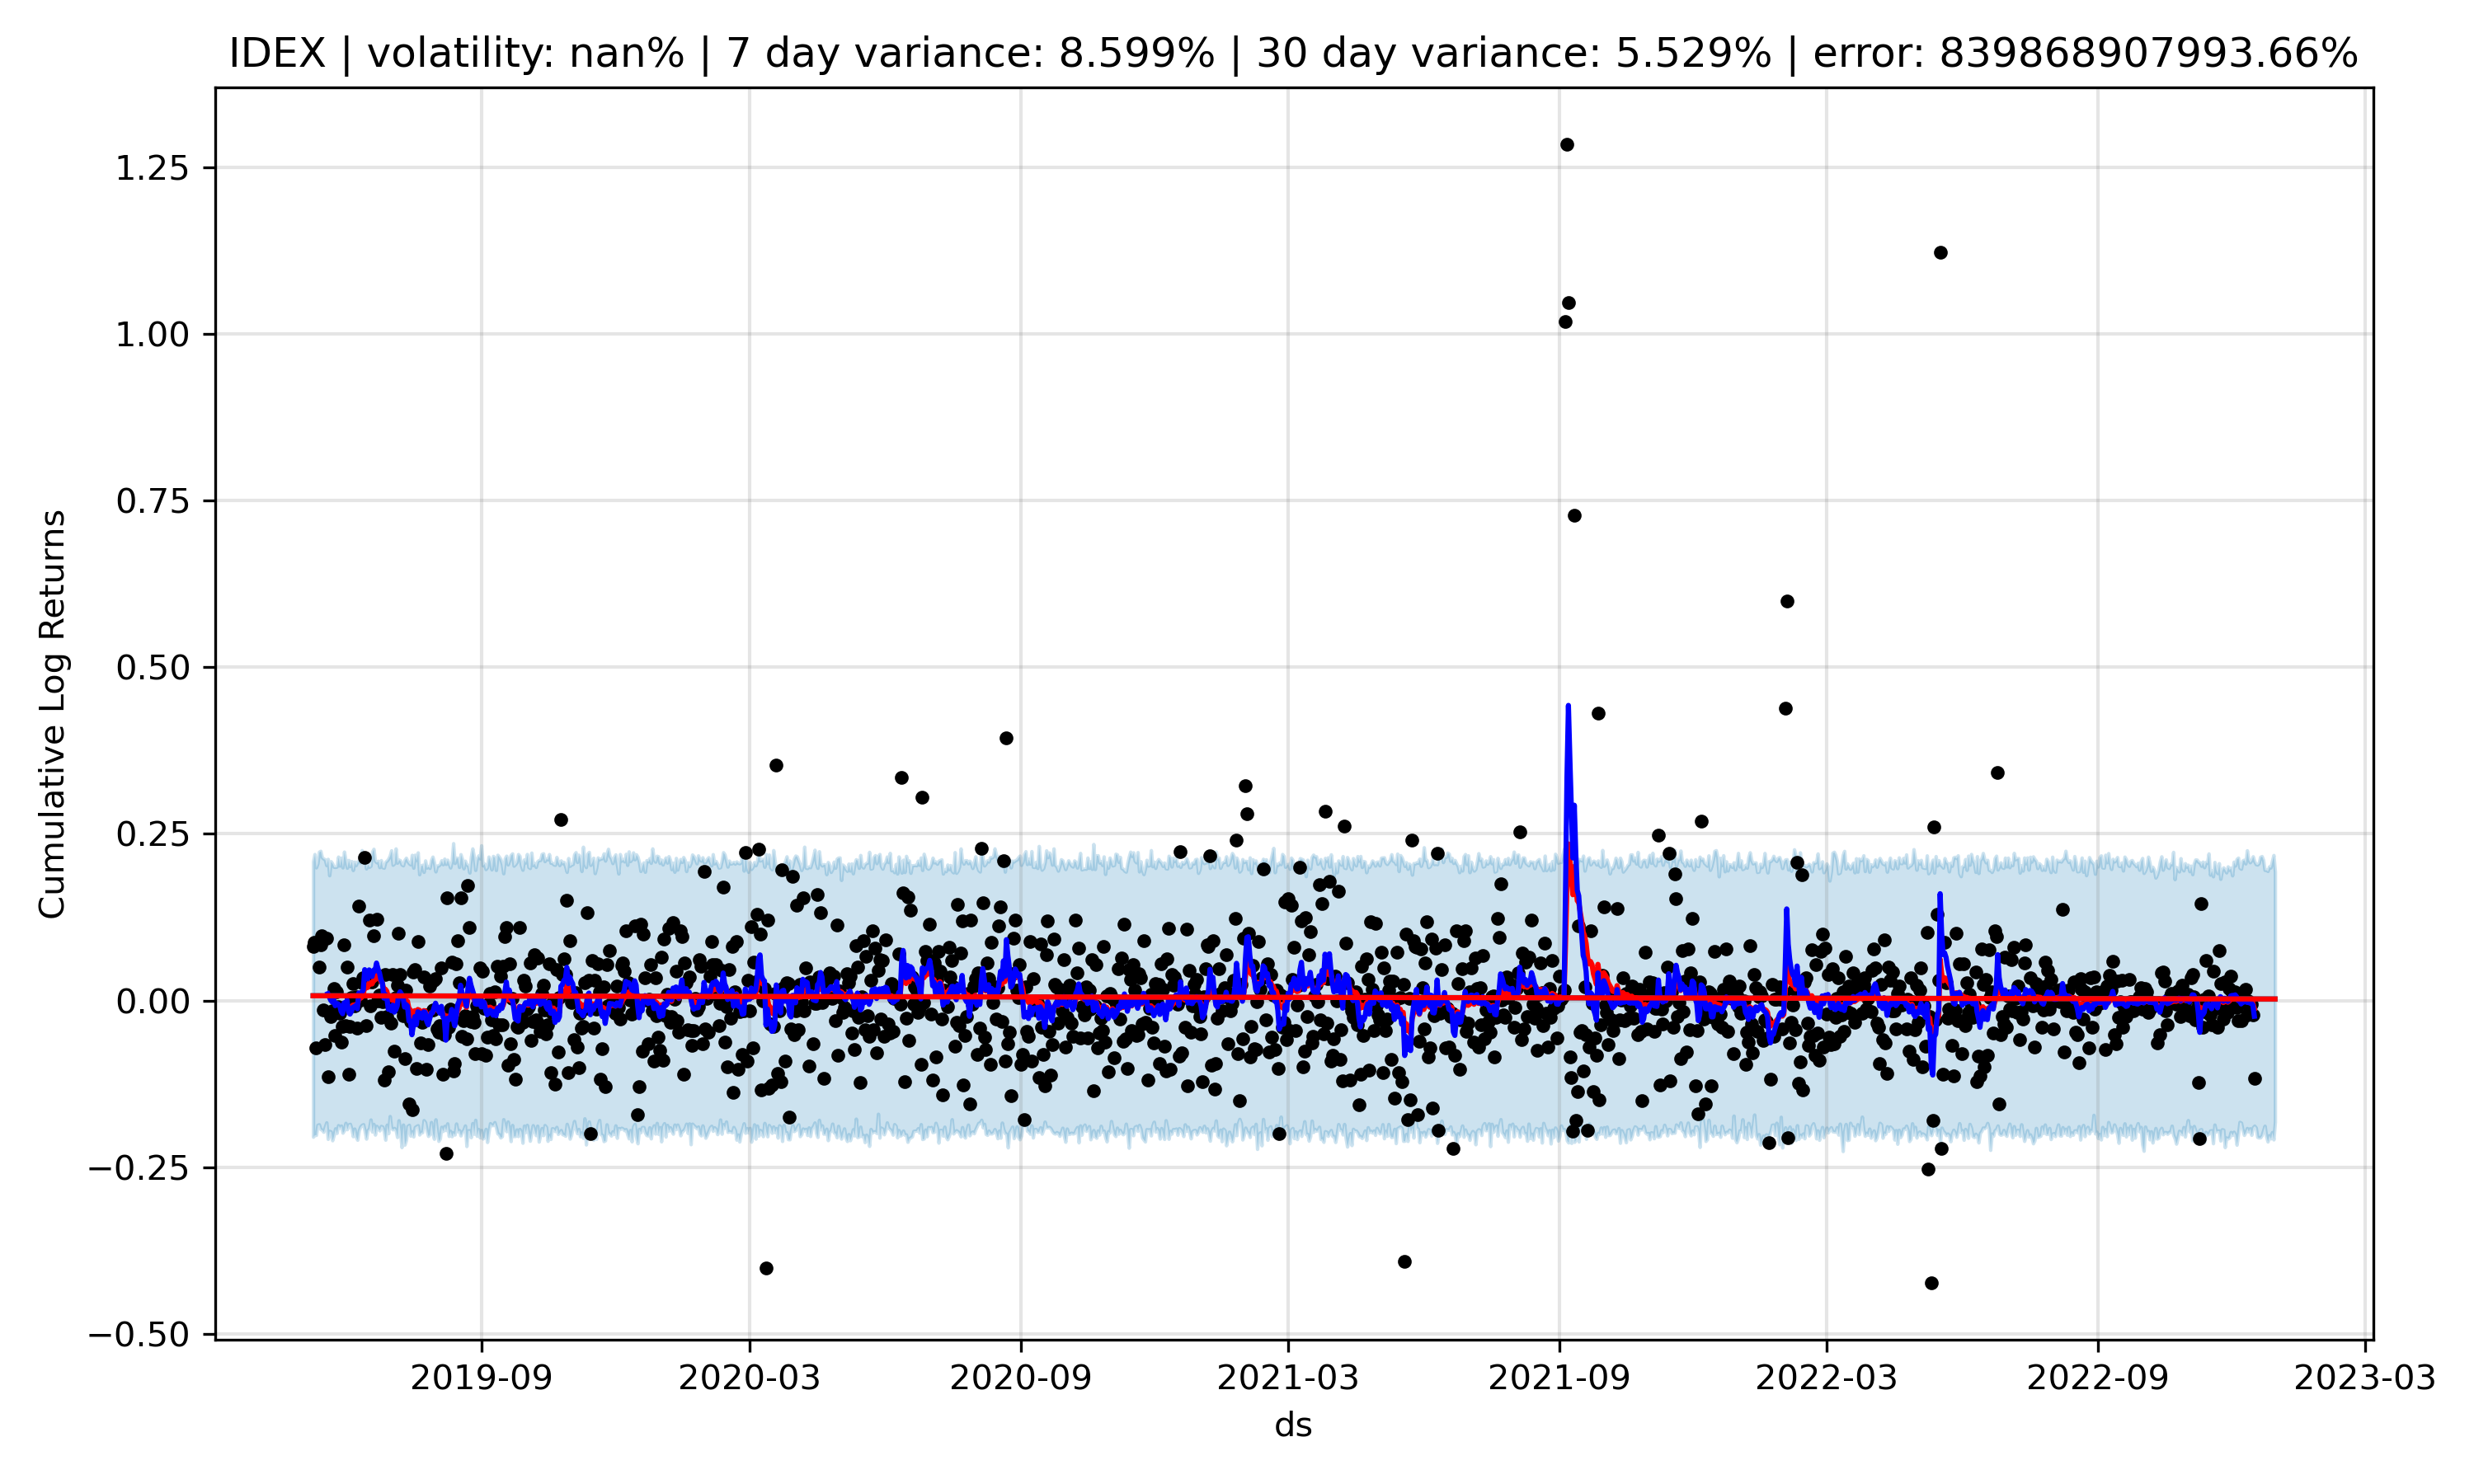 IDEX | volatility: nan% | 7 day variance: 8.599% | 30 day variance: 5.529% | error: 839868907993.66%
Cumulative Log Returns
1.25
1.00
0.75
0.50
0.25
0.00
−0.25
−0.50
2019-09 2020-03 2020-09 2021-03 2021-09 2022-03 2022-09 2023-03
ds